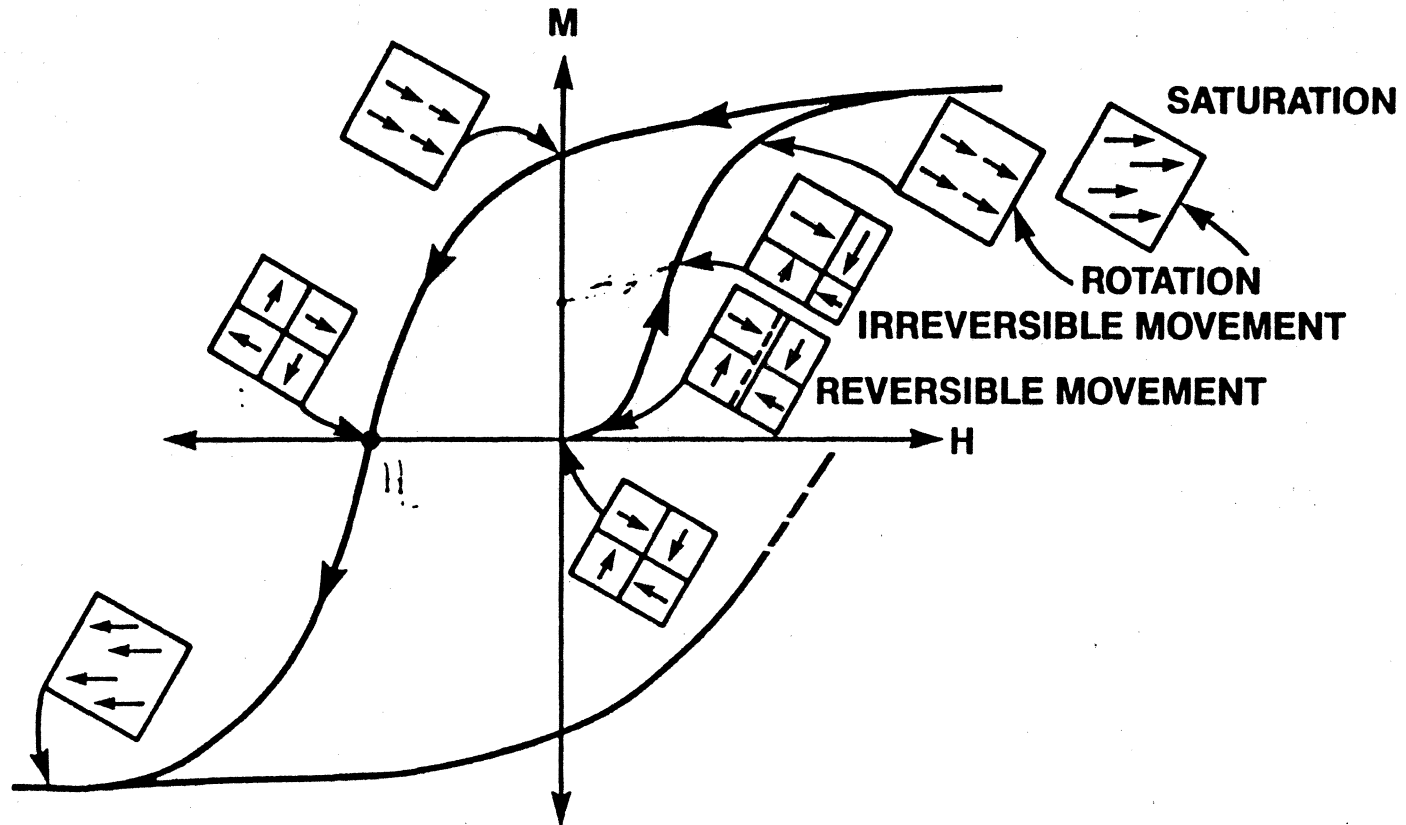 M
SATURATION
ROTATION
IRREVERSIBLE MOVEMENT
REVERSIBLE MOVEMENT
H